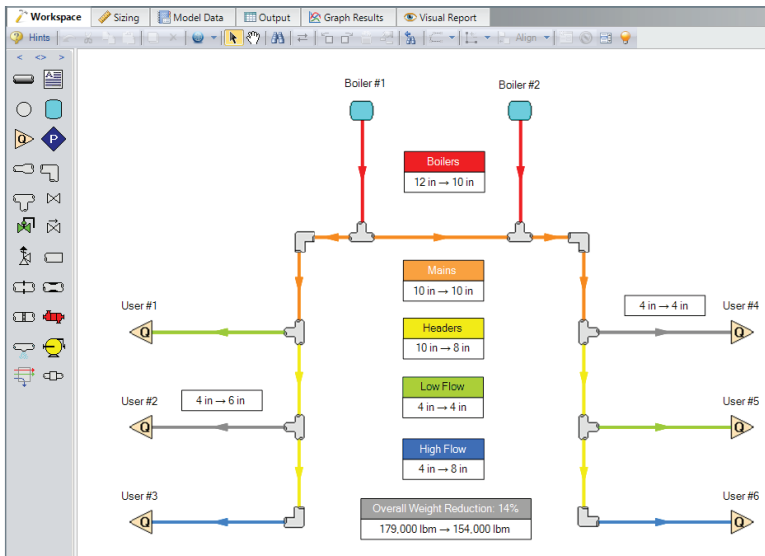 Workspace Sizing Model Data Output Graph Results Visual Report
Hints Align
< <> >
A
Q P
Boiler #1 Boiler #2
Boilers
12 in → 10 in
Mains
10 in → 10 in
User #1 4 in → 4 in User #4
Q Headers Q
10 in → 8 in
User #2 4 in → 6 in Low Flow User #5
Q 4 in → 4 in Q
High Flow
4 in → 8 in
User #3 User #6
Q Overall Weight Reduction: 14% Q
179,000 lbm → 154,000 lbm